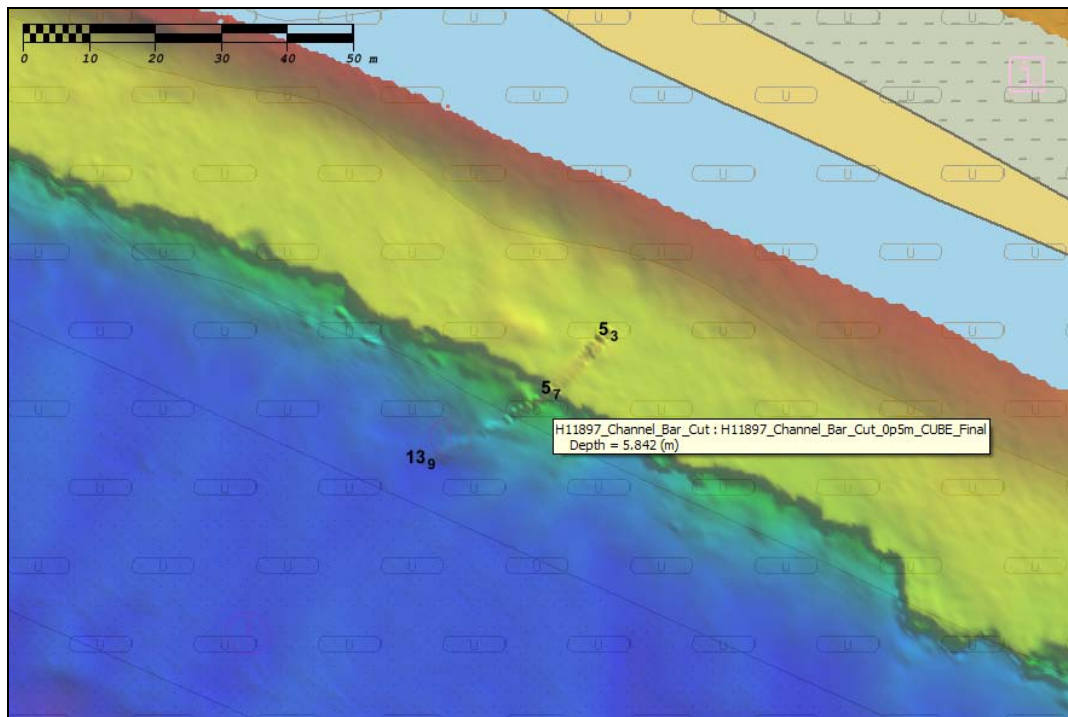 0 10 20 30 40 50 m
U U U U U U U U U
U U U U U U U U
U U U U U U U U U
U U U U U U U U
5₃
5₇
U U U U U U U U U
H11897_Channel_Bar_Cut : H11897_Channel_Bar_Cut_0p5m_CUBE_Final
Depth = 5.842 (m)
13₉
U U U U U U U U
U U U U U U U U U
U U U U U U U U